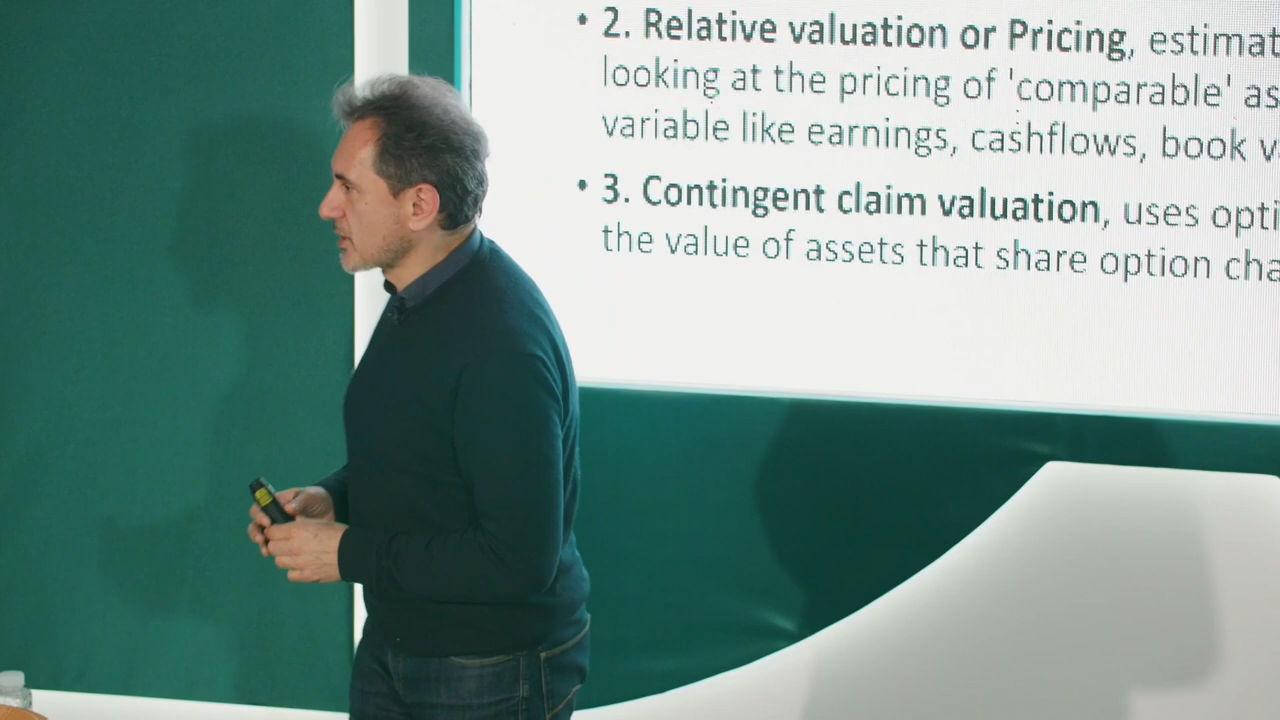 • 2. Relative valuation or Pricing, estimat
looking at the pricing of 'comparable' as
variable like earnings, cashflows, book v
• 3. Contingent claim valuation, uses opti
the value of assets that share option cha